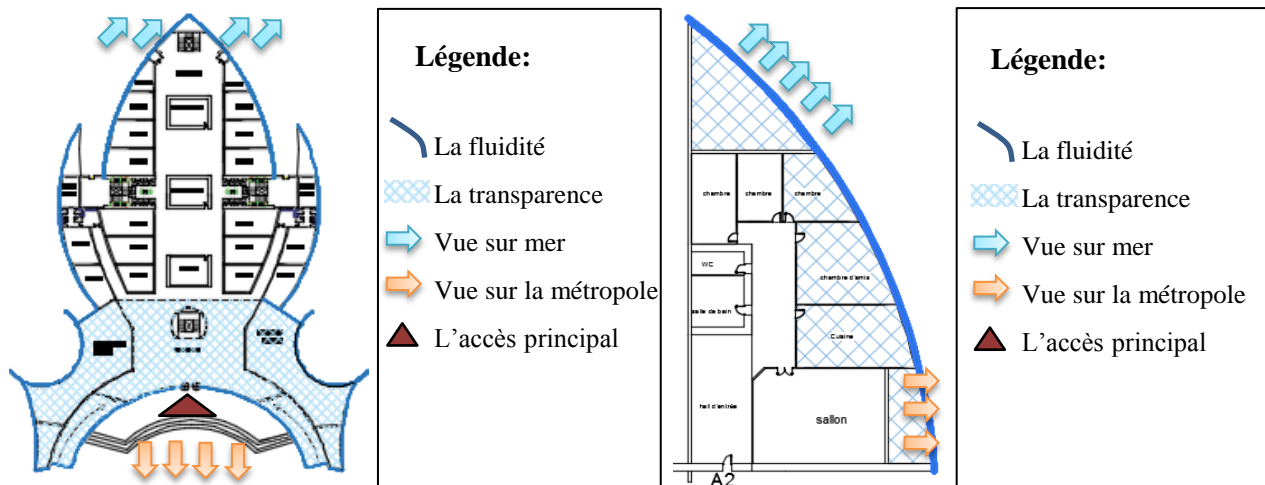 Légende:
La fluidité
La transparence
Vue sur mer
Vue sur la métropole
L'accès principal
chambre
chambre
chambre
WC
chambre d'amis
salle de bain
Cuisine
hall d'entrée
sallon
A2
Légende:
La fluidité
La transparence
Vue sur mer
Vue sur la métropole
L'accès principal